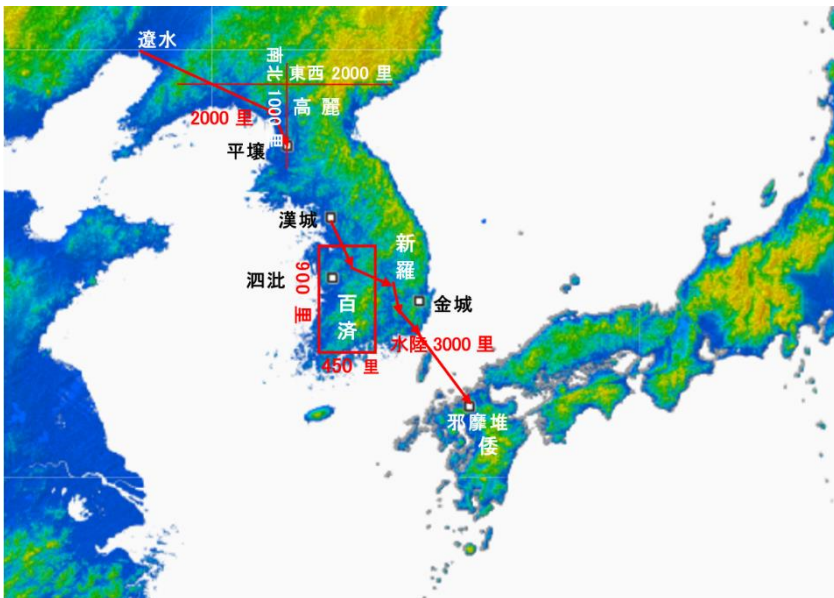 遼水
南北 1000 里
東西 2000 里
高麗
2000 里
平壤
漢城
新羅
900 里
泗沘
百済
金城
水陸 3000 里
450 里
邪靡堆
倭